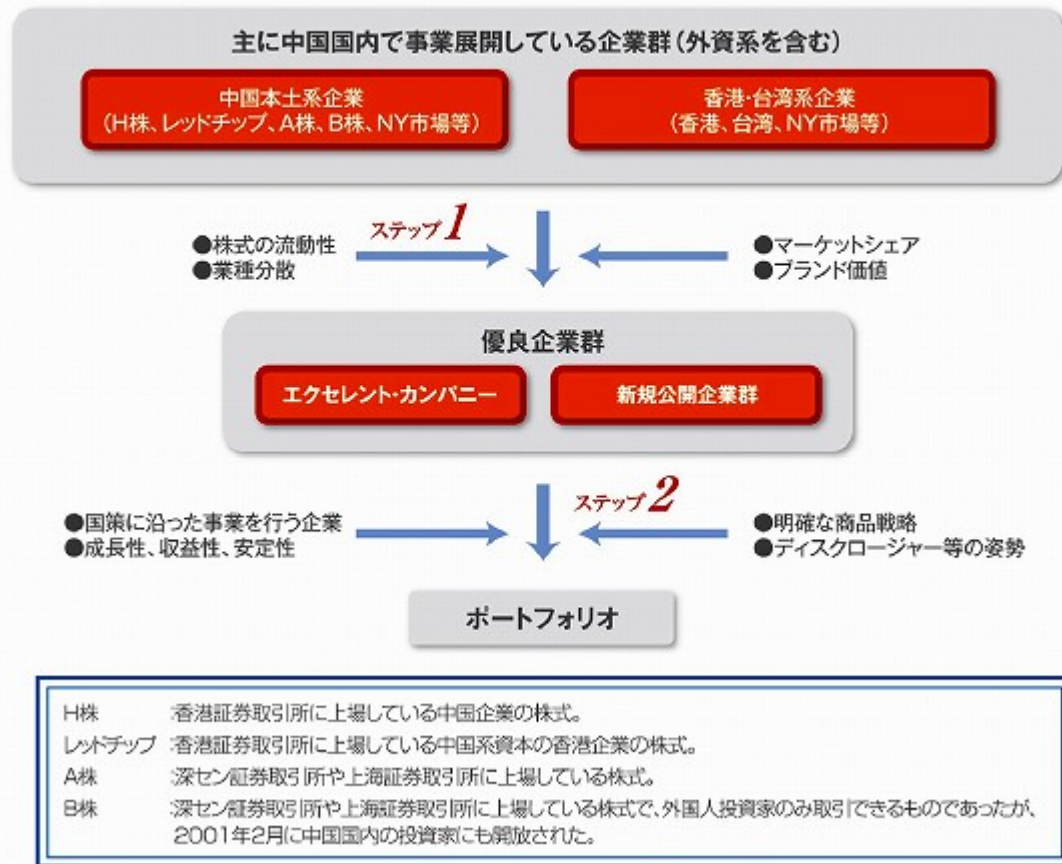 主に中国国内で事業展開している企業群(外資系を含む)
中国本土系企業
(H株、レッドチップ、A株、B株、NY市場等)
香港・台湾系企業
(香港、台湾、NY市場等)
ステップ1
●株式の流動性
●業種分散
●マーケットシェア
●ブランド価値
優良企業群
エクセレント・カンパニー
新規公開企業群
ステップ2
●国策に沿った事業を行う企業
●成長性、収益性、安定性
●明確な商品戦略
●ディスクロージャー等の姿勢
ポートフォリオ
H株 :香港証券取引所に上場している中国企業の株式。
レッドチップ :香港証券取引所に上場している中国系資本の香港企業の株式。
A株 :深セン証券取引所や上海証券取引所に上場している株式。
B株 :深セン証券取引所や上海証券取引所に上場している株式で、外国人投資家のみ取引できるものであったが、
2001年2月に中国国内の投資家にも開放された。